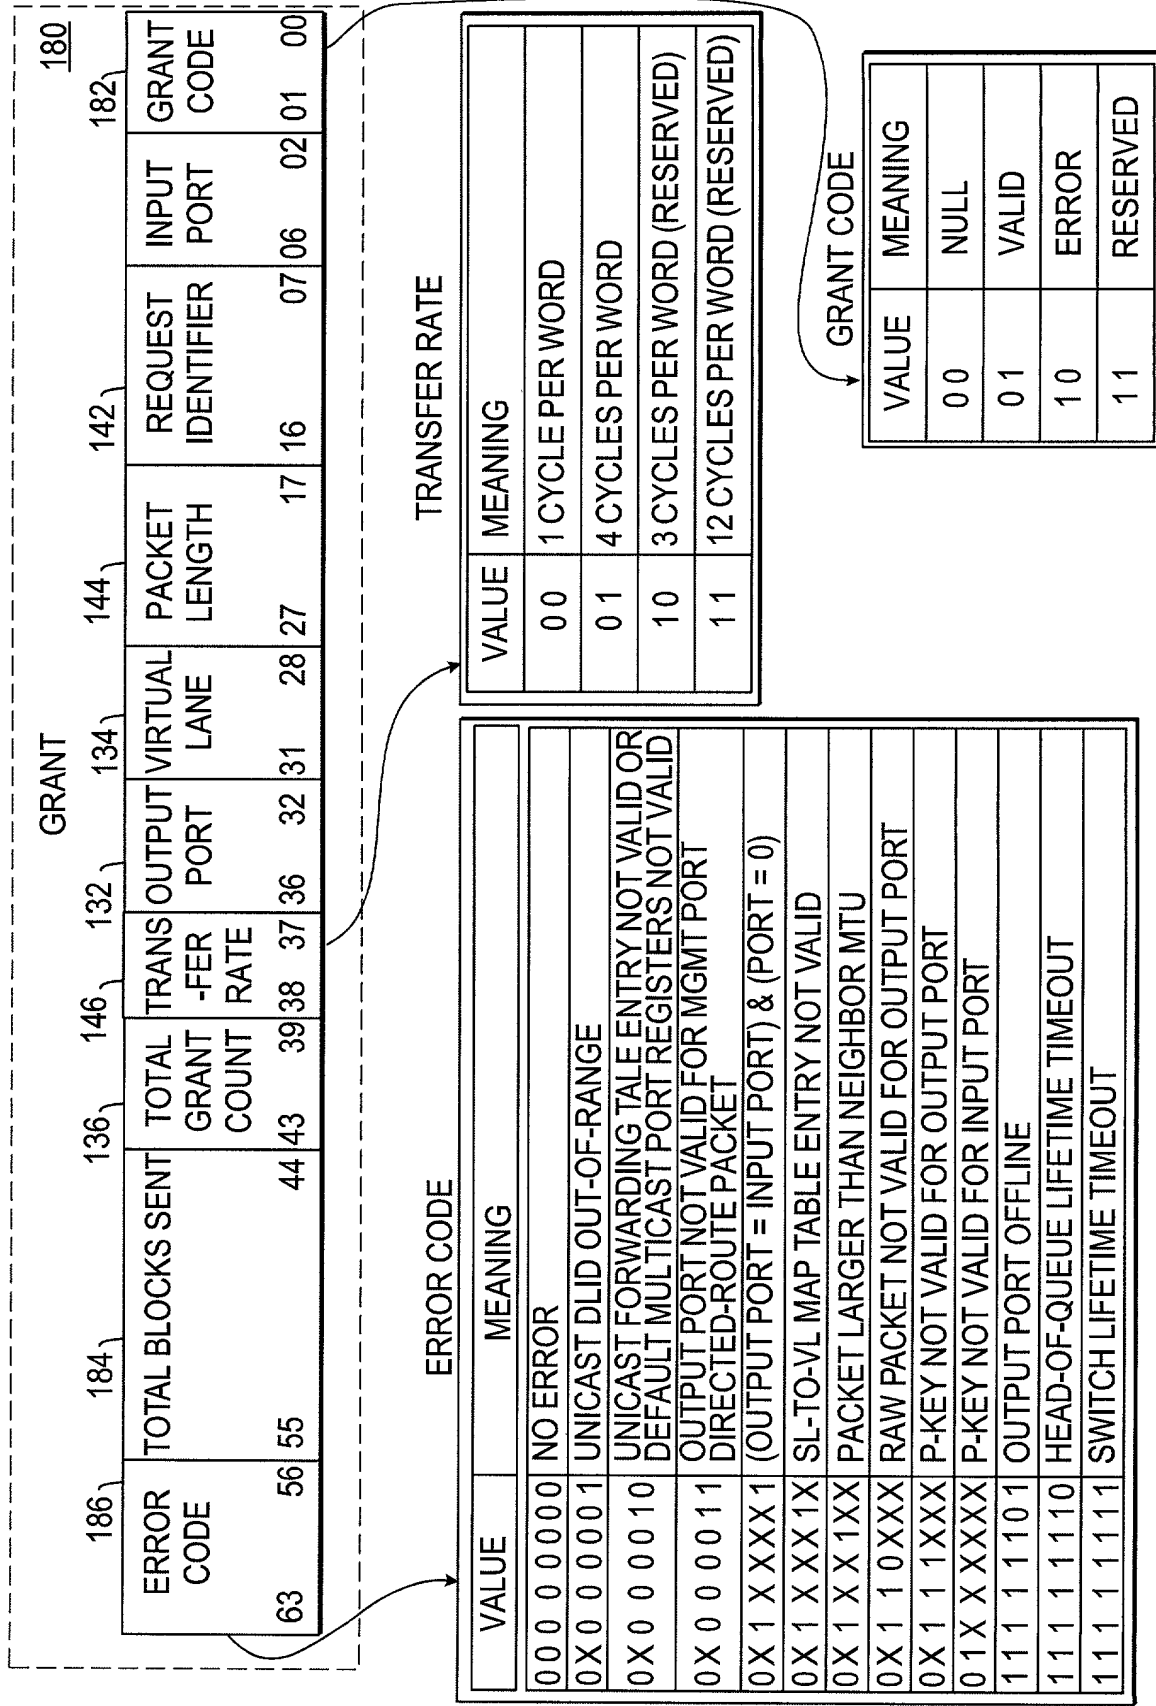 GRANT
180
186
184
136
146
132
134
144
142
182
ERROR CODE
TOTAL BLOCKS SENT
TOTAL GRANT COUNT
TRANS -FER RATE
OUTPUT PORT
VIRTUAL LANE
PACKET LENGTH
REQUEST IDENTIFIER
INPUT PORT
GRANT CODE
63 56 55 44 43 39 38 37 36 32 31 28 27 17 16 07 06 02 01 00
ERROR CODE
VALUE MEANING
0 0 0 0 0 0 0 0 NO ERROR
0 X 0 0 0 0 0 1 UNICAST DLID OUT-OF-RANGE
0 X 0 0 0 0 1 0 UNICAST FORWARDING TALE ENTRY NOT VALID OR
DEFAULT MULTICAST PORT REGISTERS NOT VALID
0 X 0 0 0 0 1 1 OUTPUT PORT NOT VALID FOR MGMT PORT
DIRECTED-ROUTE PACKET
0 X 1 X X X X 1 (OUTPUT PORT = INPUT PORT) & (PORT = 0)
0 X 1 X X X 1 X SL-TO-VL MAP TABLE ENTRY NOT VALID
0 X 1 X X 1 X X PACKET LARGER THAN NEIGHBOR MTU
0 X 1 1 0 X X X RAW PACKET NOT VALID FOR OUTPUT PORT
0 X 1 1 1 X X X P-KEY NOT VALID FOR OUTPUT PORT
0 1 X X X X X X P-KEY NOT VALID FOR INPUT PORT
1 1 1 1 1 1 0 1 OUTPUT PORT OFFLINE
1 1 1 1 1 1 1 0 HEAD-OF-QUEUE LIFETIME TIMEOUT
1 1 1 1 1 1 1 1 SWITCH LIFETIME TIMEOUT
TRANSFER RATE
VALUE MEANING
0 0 1 CYCLE PER WORD
0 1 4 CYCLES PER WORD
1 0 3 CYCLES PER WORD (RESERVED)
1 1 12 CYCLES PER WORD (RESERVED)
GRANT CODE
VALUE MEANING
0 0 NULL
0 1 VALID
1 0 ERROR
1 1 RESERVED